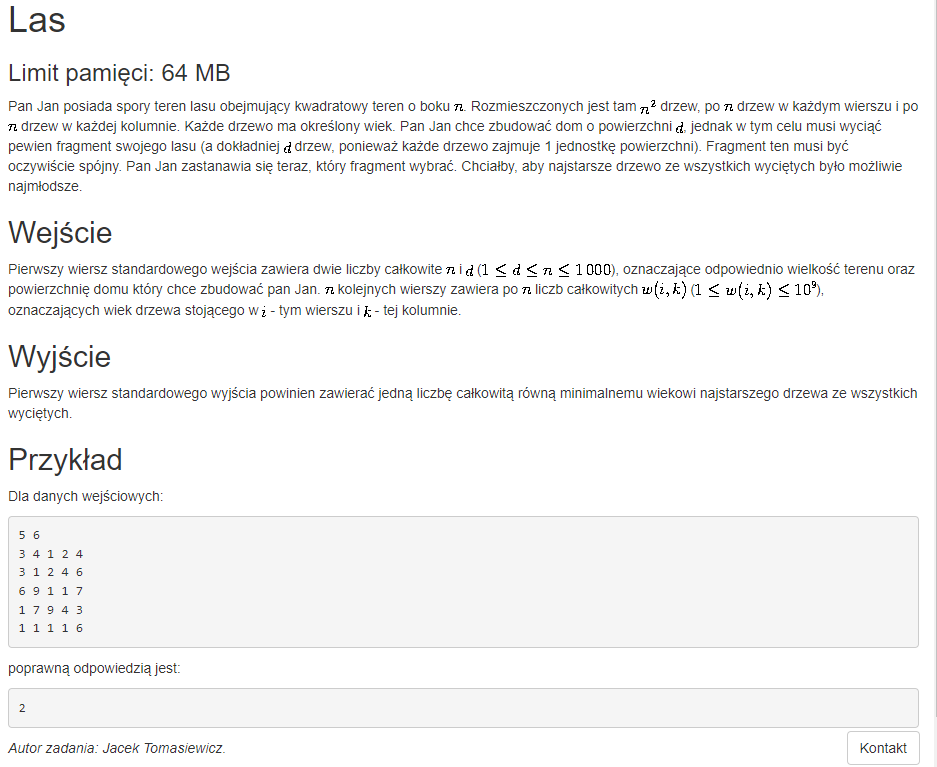 Las
Limit pamięci: 64 MB
Pan Jan posiada spory teren lasu obejmujący kwadratowy teren o boku n. Rozmieszczonych jest tam n² drzew, po n drzew w każdym wierszu i po
n drzew w każdej kolumnie. Każde drzewo ma określony wiek. Pan Jan chce zbudować dom o powierzchni d, jednak w tym celu musi wyciąć
pewien fragment swojego lasu (a dokładniej d drzew, ponieważ każde drzewo zajmuje 1 jednostkę powierzchni). Fragment ten musi być
oczywiście spójny. Pan Jan zastanawia się teraz, który fragment wybrać. Chciałby, aby najstarsze drzewo ze wszystkich wyciętych było możliwie
najmłodsze.
Wejście
Pierwszy wiersz standardowego wejścia zawiera dwie liczby całkowite n i d (1 ≤ d ≤ n ≤ 1 000), oznaczające odpowiednio wielkość terenu oraz
powierzchnię domu który chce zbudować pan Jan. n kolejnych wierszy zawiera po n liczb całkowitych w(i, k) (1 ≤ w(i, k) ≤ 10⁹),
oznaczających wiek drzewa stojącego w i - tym wierszu i k - tej kolumnie.
Wyjście
Pierwszy wiersz standardowego wyjścia powinien zawierać jedną liczbę całkowitą równą minimalnemu wiekowi najstarszego drzewa ze wszystkich
wyciętych.
Przykład
Dla danych wejściowych:
5 6
3 4 1 2 4
3 1 2 4 6
6 9 1 1 7
1 7 9 4 3
1 1 1 1 6
poprawną odpowiedzią jest:
2
Autor zadania: Jacek Tomasiewicz.
Kontakt